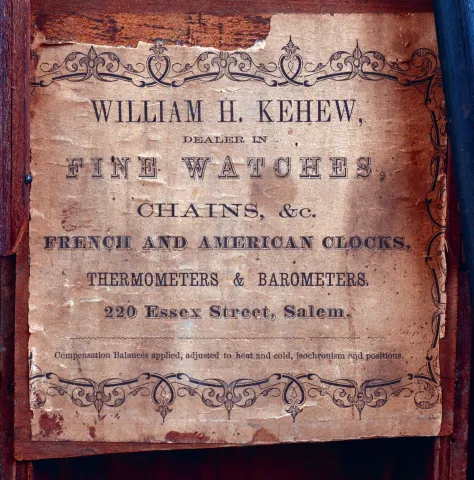 WILLIAM H. KEHEW,
DEALER IN
FINE WATCHES,
CHAINS, &c.
FRENCH AND AMERICAN CLOCKS,
THERMOMETERS & BAROMETERS.
220 Essex Street, Salem.
Compensation Balances applied, adjusted to heat and cold, isochronism and positions.